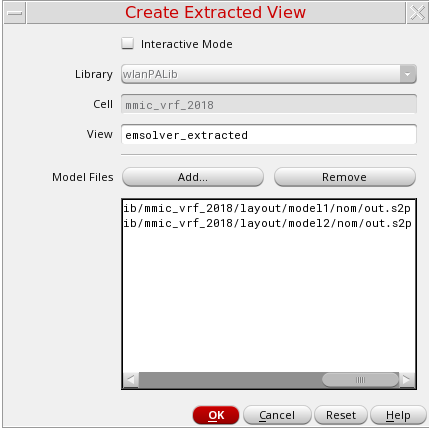 Create Extracted View
Interactive Mode
Library wlanPALib
Cell mmic_vrf_2018
View emsolver_extracted
Model Files Add... Remove
ib/mmic_vrf_2018/layout/model1/nom/out.s2p
ib/mmic_vrf_2018/layout/model2/nom/out.s2p
OK Cancel Reset Help